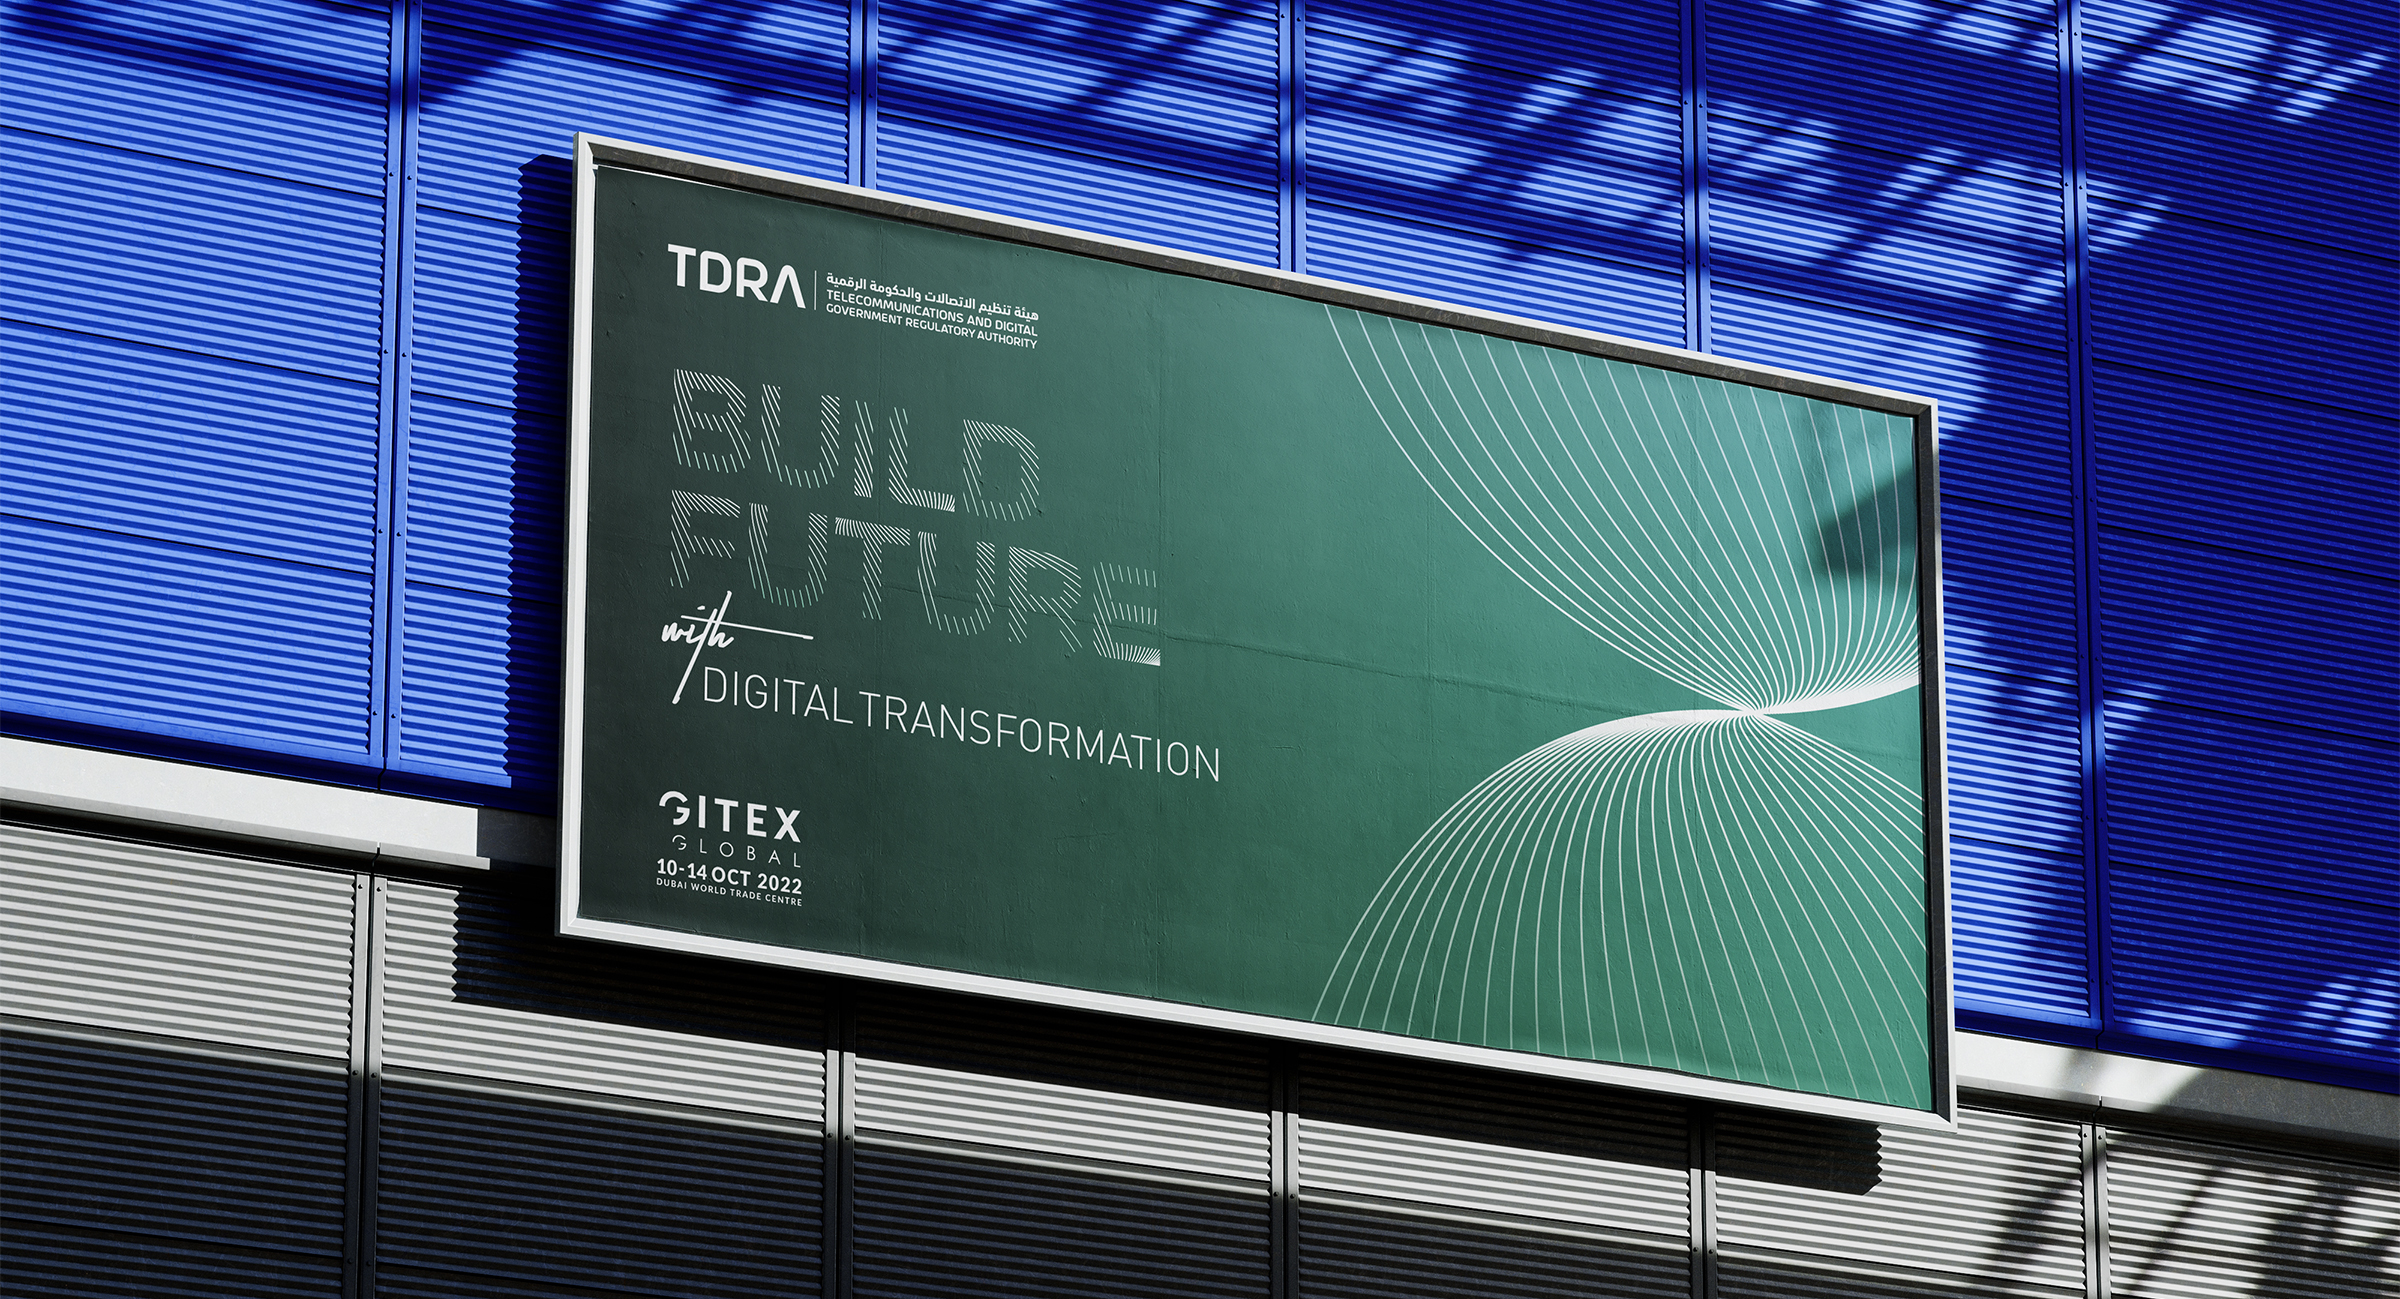 TDRA
هيئة تنظيم الاتصالات والحكومة الرقمية
TELECOMMUNICATIONS AND DIGITAL
GOVERNMENT REGULATORY AUTHORITY
BUILD
FUTURE
with
DIGITAL TRANSFORMATION
GITEX
GLOBAL
10-14 OCT 2022
DUBAI WORLD TRADE CENTRE